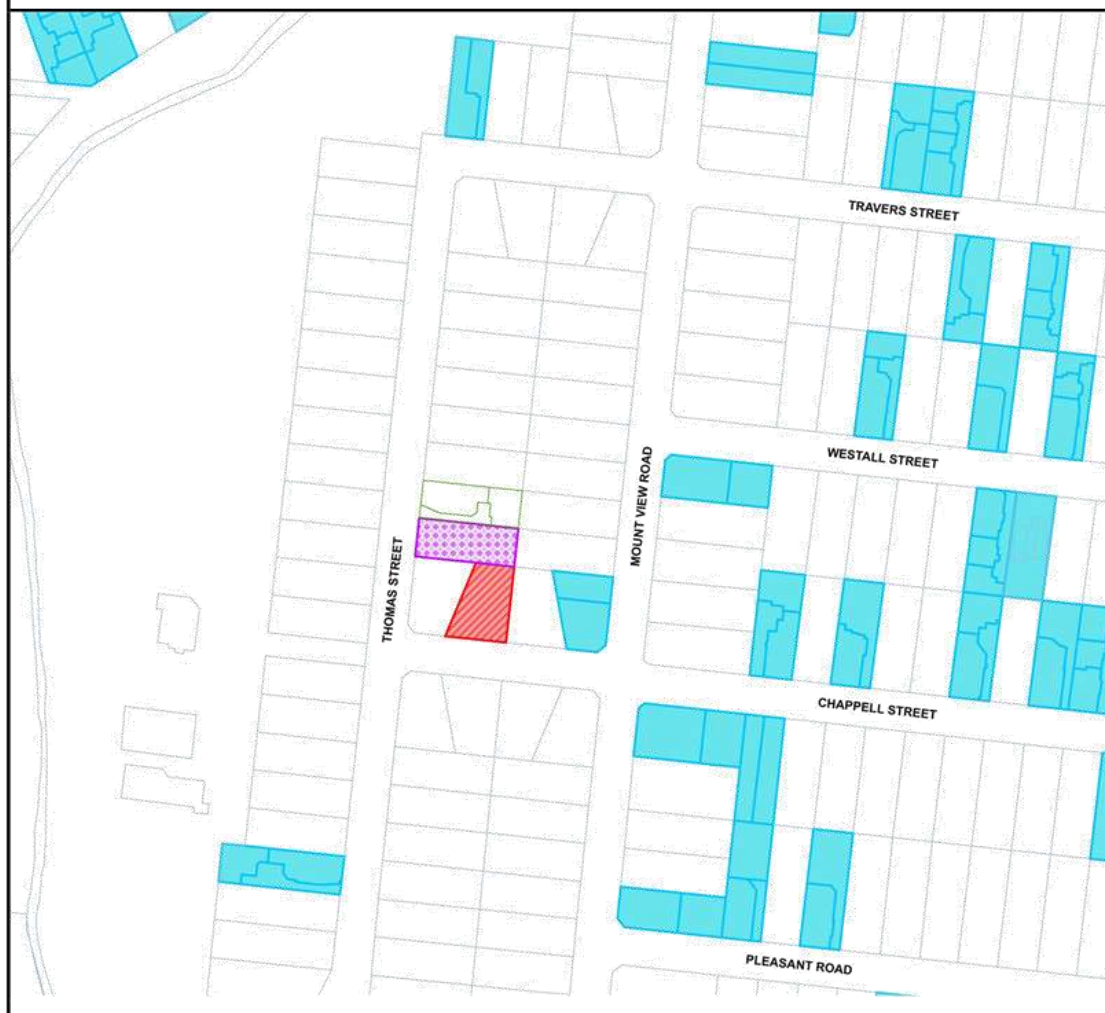 TRAVERS STREET
WESTALL STREET
MOUNT VIEW ROAD
THOMAS STREET
CHAPPELL STREET
PLEASANT ROAD